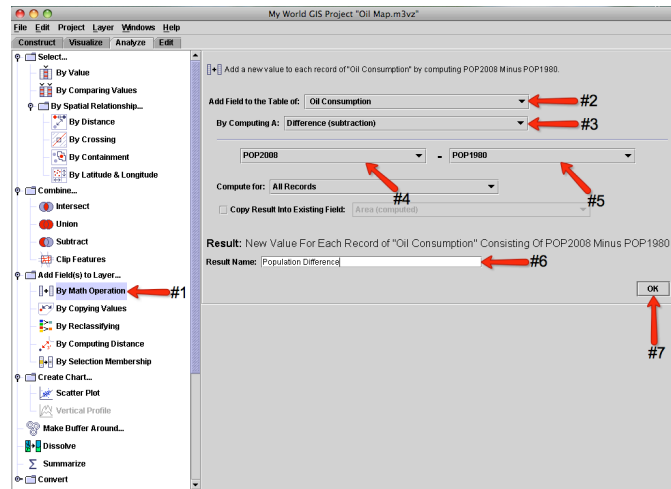 My World GIS Project "Oil Map.m3vz"
File Edit Project Layer Windows Help
Construct Visualize Analyze Edit
Select...
By Value
By Comparing Values
By Spatial Relationship...
By Distance
By Crossing
By Containment
By Latitude & Longitude
Combine...
Intersect
Union
Subtract
Clip Features
Add Field(s) to Layer...
By Math Operation #1
By Copying Values
By Reclassifying
By Computing Distance
By Selection Membership
Create Chart...
Scatter Plot
Vertical Profile
Make Buffer Around...
Dissolve
Σ Summarize
Convert
Add a new value to each record of "Oil Consumption" by computing POP2008 Minus POP1980.
Add Field to the Table of: Oil Consumption #2
By Computing A: Difference (subtraction) #3
POP2008 - POP1980
#4 #5
Compute for: All Records
Copy Result Into Existing Field: Area (computed)
Result: New Value For Each Record of "Oil Consumption" Consisting Of POP2008 Minus POP1980
Result Name: Population Difference #6
OK
#7